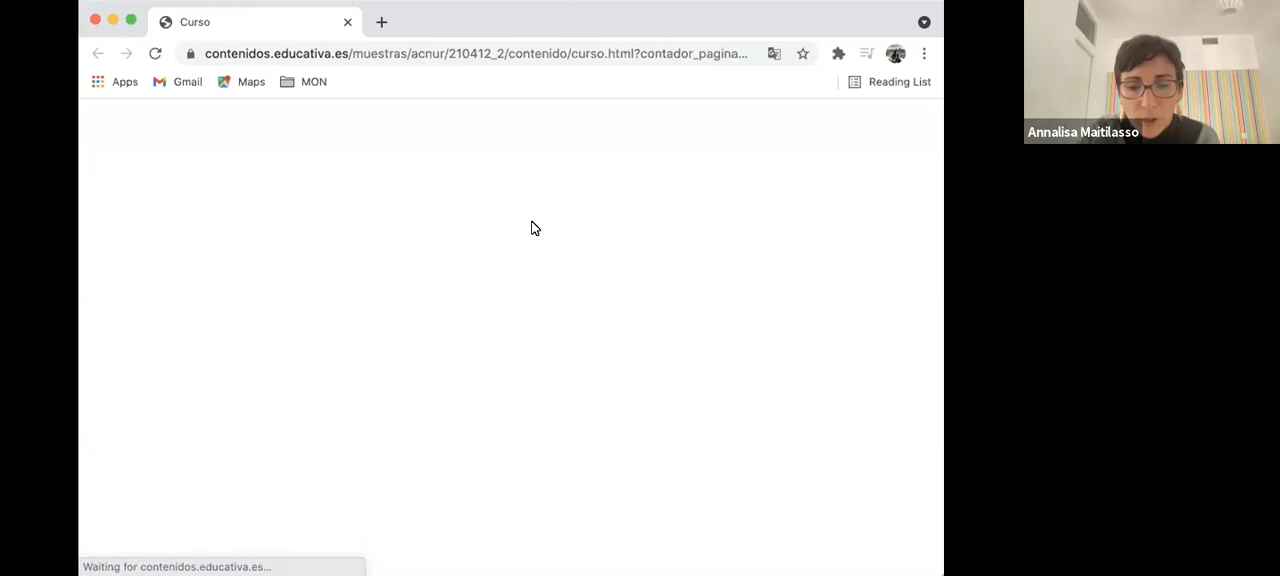 Curso
contenidos.educativa.es/muestras/acnur/210412_2/contenido/curso.html?contador_pagina...
Apps Gmail Maps MON Reading List
Annalisa Maitilasso
Waiting for contenidos.educativa.es...